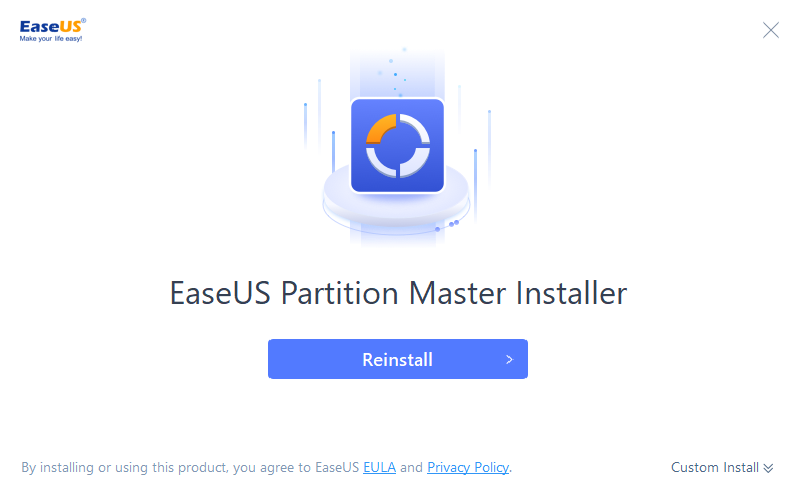 EaseUS®
Make your life easy!
EaseUS Partition Master Installer
Reinstall >
By installing or using this product, you agree to EaseUS EULA and Privacy Policy.
Custom Install